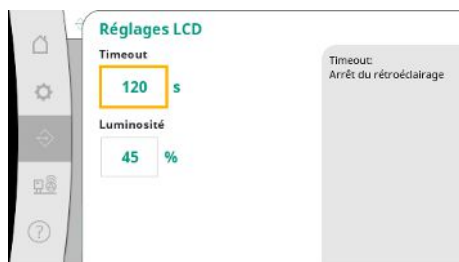 Réglages LCD
Timeout
120 s
Luminosité
45 %
Timeout:
Arrêt du rétroéclairage